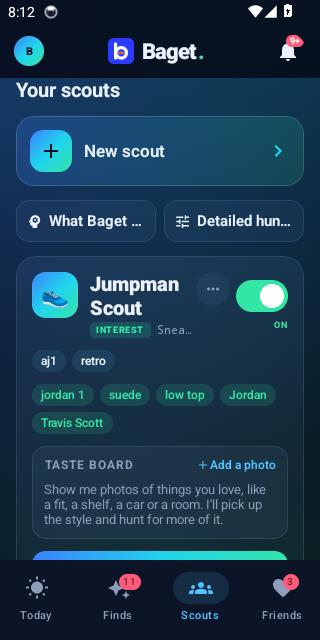 8:12
B
b Baget.
9+
Your scouts
New scout
What Baget ...
Detailed hun...
Jumpman
Scout
INTEREST Snea...
ON
aj1 retro
jordan 1 suede low top Jordan
Travis Scott
TASTE BOARD
+ Add a photo
Show me photos of things you love, like
a fit, a shelf, a car or a room. I'll pick up
the style and hunt for more of it.
11
3
Today Finds Scouts Friends